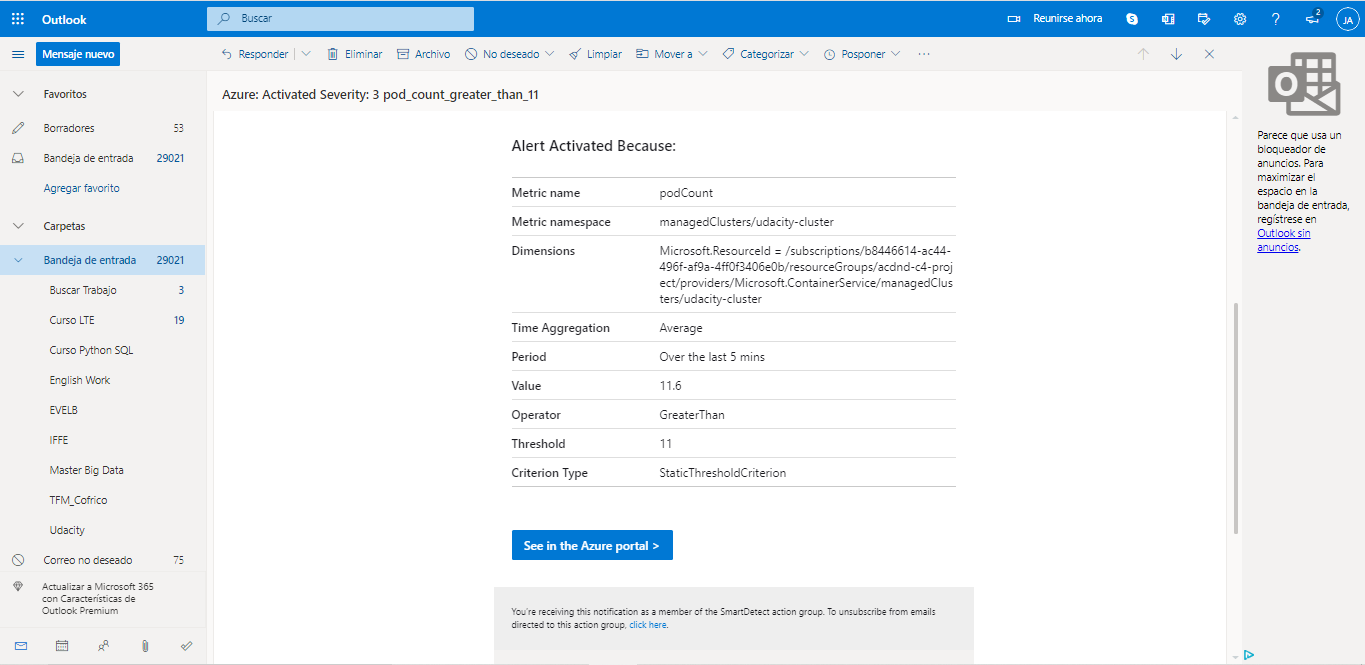 Outlook
Buscar
Reunirse ahora
2
JA
Mensaje nuevo
Responder
Eliminar
Archivo
No deseado
Limpiar
Mover a
Categorizar
Posponer
Favoritos
Borradores 53
Bandeja de entrada 29021
Agregar favorito
Carpetas
Bandeja de entrada 29021
Buscar Trabajo 3
Curso LTE 19
Curso Python SQL
English Work
EVELB
IFFE
Master Big Data
TFM_Cofrico
Udacity
Correo no deseado 75
Actualizar a Microsoft 365
con Características de
Outlook Premium
Azure: Activated Severity: 3 pod_count_greater_than_11
Alert Activated Because:
Metric name podCount
Metric namespace managedClusters/udacity-cluster
Dimensions Microsoft.ResourceId = /subscriptions/b8446614-ac44-
496f-af9a-4ff0f3406e0b/resourceGroups/acdnd-c4-proj
ect/providers/Microsoft.ContainerService/managedClus
ters/udacity-cluster
Time Aggregation Average
Period Over the last 5 mins
Value 11.6
Operator GreaterThan
Threshold 11
Criterion Type StaticThresholdCriterion
See in the Azure portal >
You're receiving this notification as a member of the SmartDetect action group. To unsubscribe from emails
directed to this action group, click here.
Parece que usa un
bloqueador de
anuncios. Para
maximizar el
espacio en la
bandeja de entrada,
regístrese en
Outlook sin
anuncios.